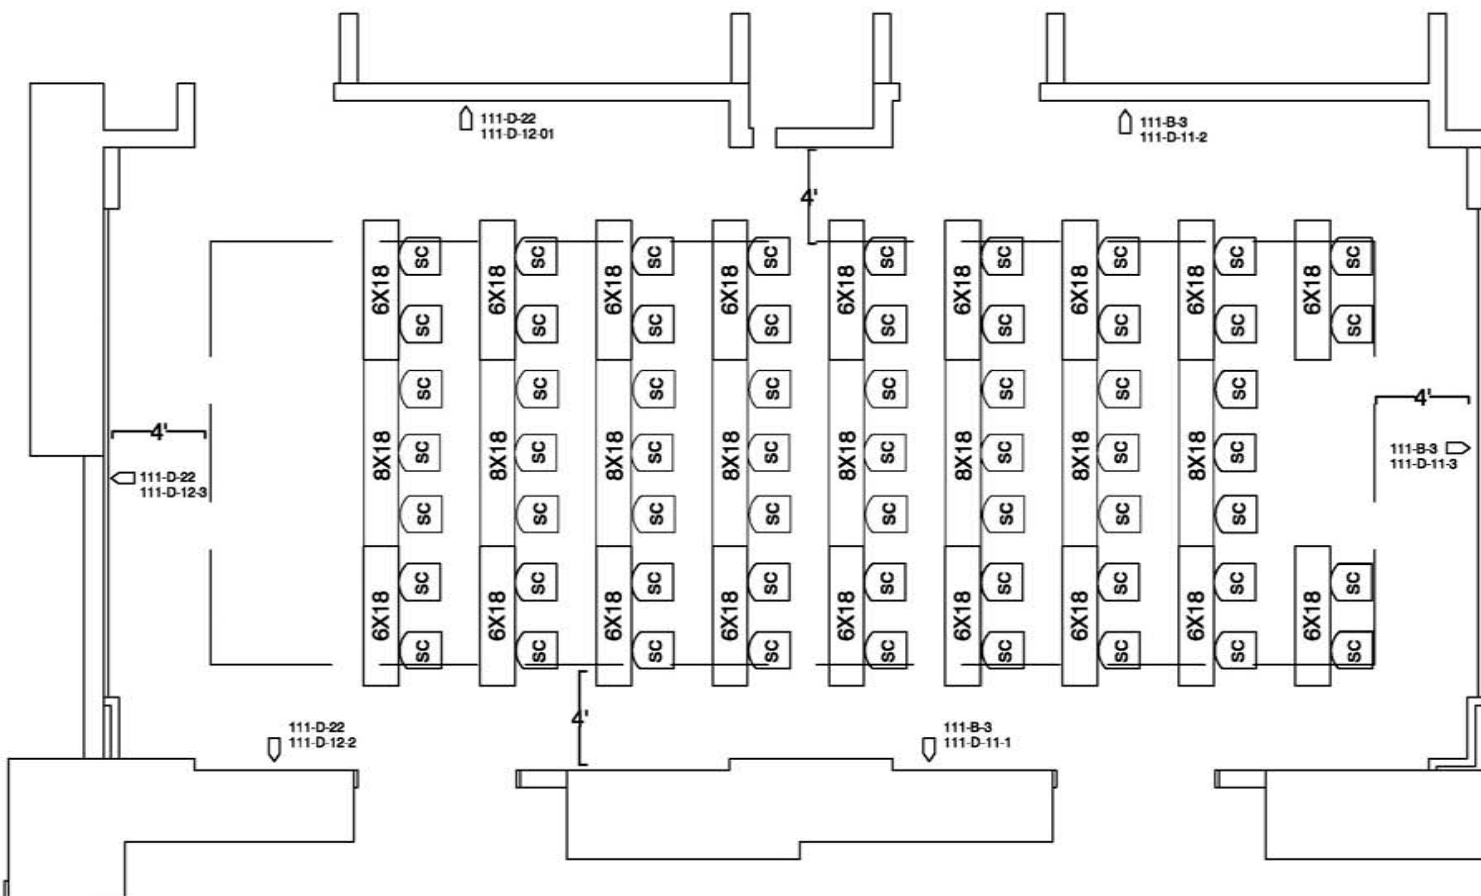 111-D-22
111-D-12-01
111-B-3
111-D-11-2
4'
6X18 SC 6X18 SC 6X18 SC 6X18 SC 6X18 SC 6X18 SC 6X18 SC 6X18 SC 6X18 SC
SC SC SC SC SC SC SC SC SC
SC SC SC SC SC SC SC SC
4'
4'
8X18 SC 8X18 SC 8X18 SC 8X18 SC 8X18 SC 8X18 SC 8X18 SC 8X18 SC
111-D-22
111-D-12-3
111-B-3
111-D-11-3
SC SC SC SC SC SC SC SC
SC SC SC SC SC SC SC SC SC
6X18 SC 6X18 SC 6X18 SC 6X18 SC 6X18 SC 6X18 SC 6X18 SC 6X18 SC 6X18 SC
4'
111-D-22
111-D-12-2
111-B-3
111-D-11-1